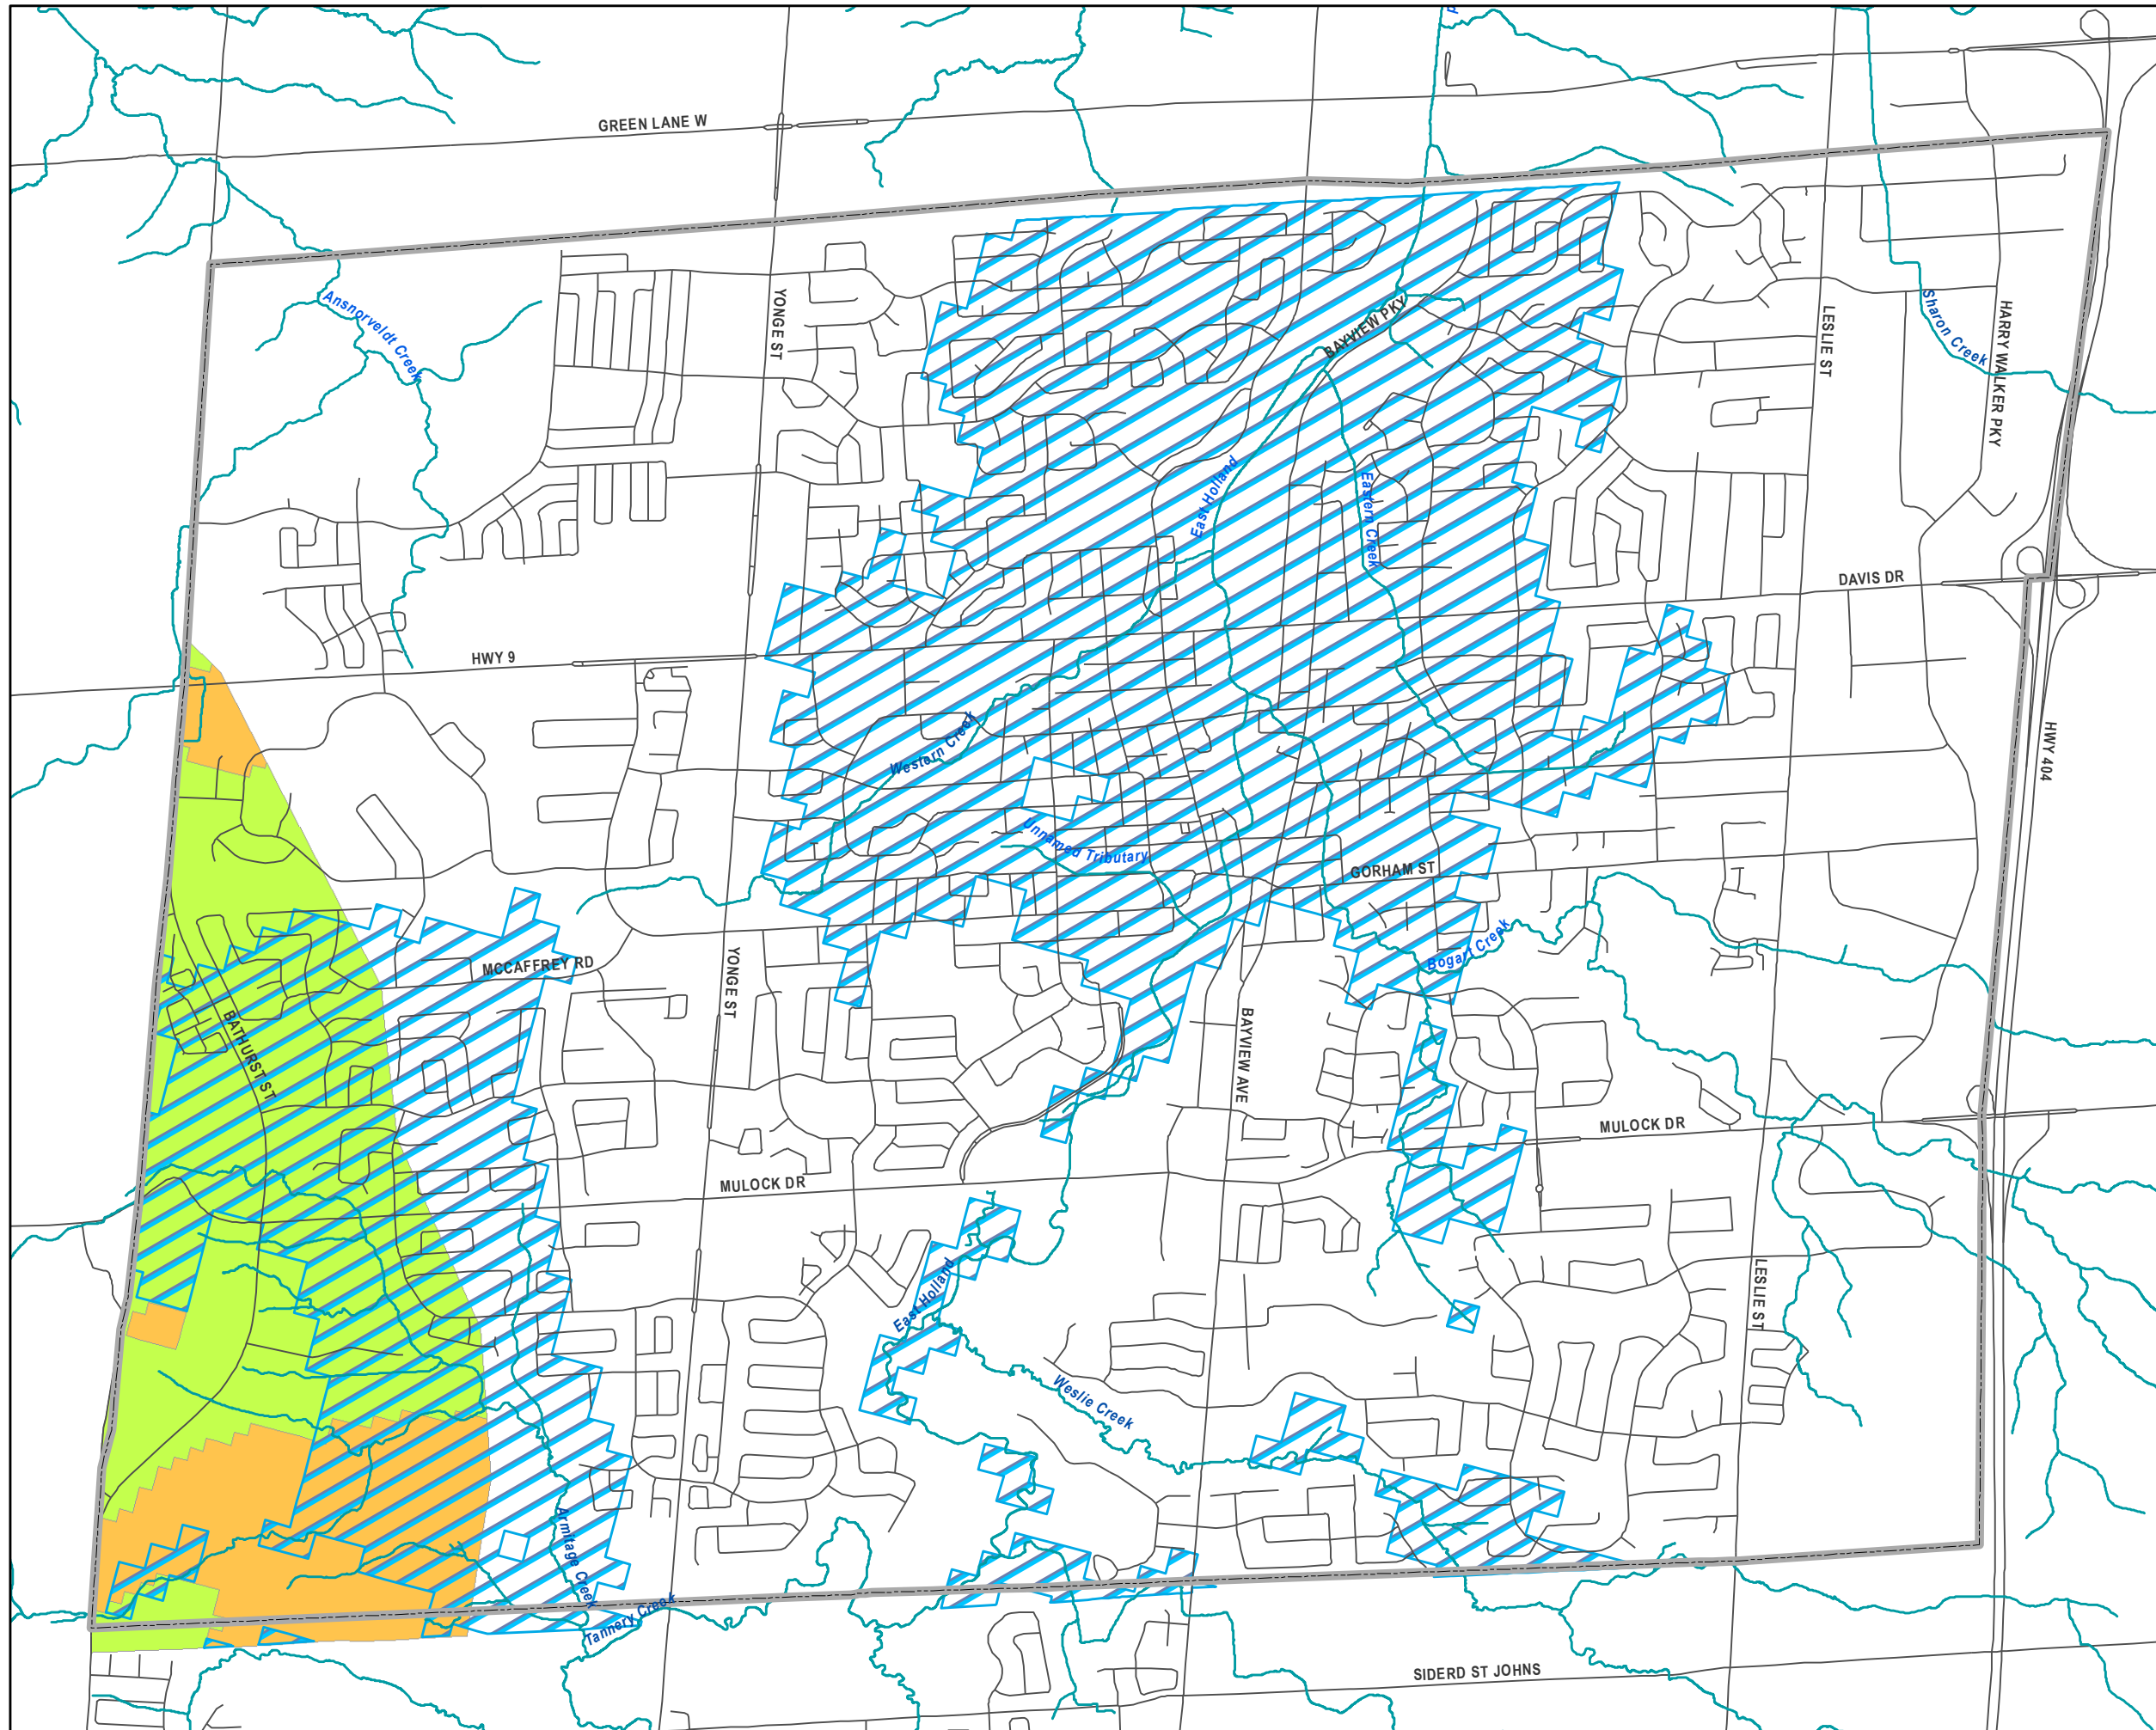 GREEN LANE W
YONGE ST
Ansnorveldt Creek
BAYVIEW PKY
LESLIE ST
Sharon Creek
HARRY WALKER PKY
East Holland
Eastern Creek
DAVIS DR
HWY 9
Western Creek
HWY 404
Unnamed Tributary
GORHAM ST
Bogart Creek
MCCAFFREY RD
YONGE ST
BATHURST ST
BAYVIEW AVE
MULOCK DR
MULOCK DR
East Holland
LESLIE ST
Weslie Creek
Armitage Creek
Tannery Creek
SIDERD ST JOHNS